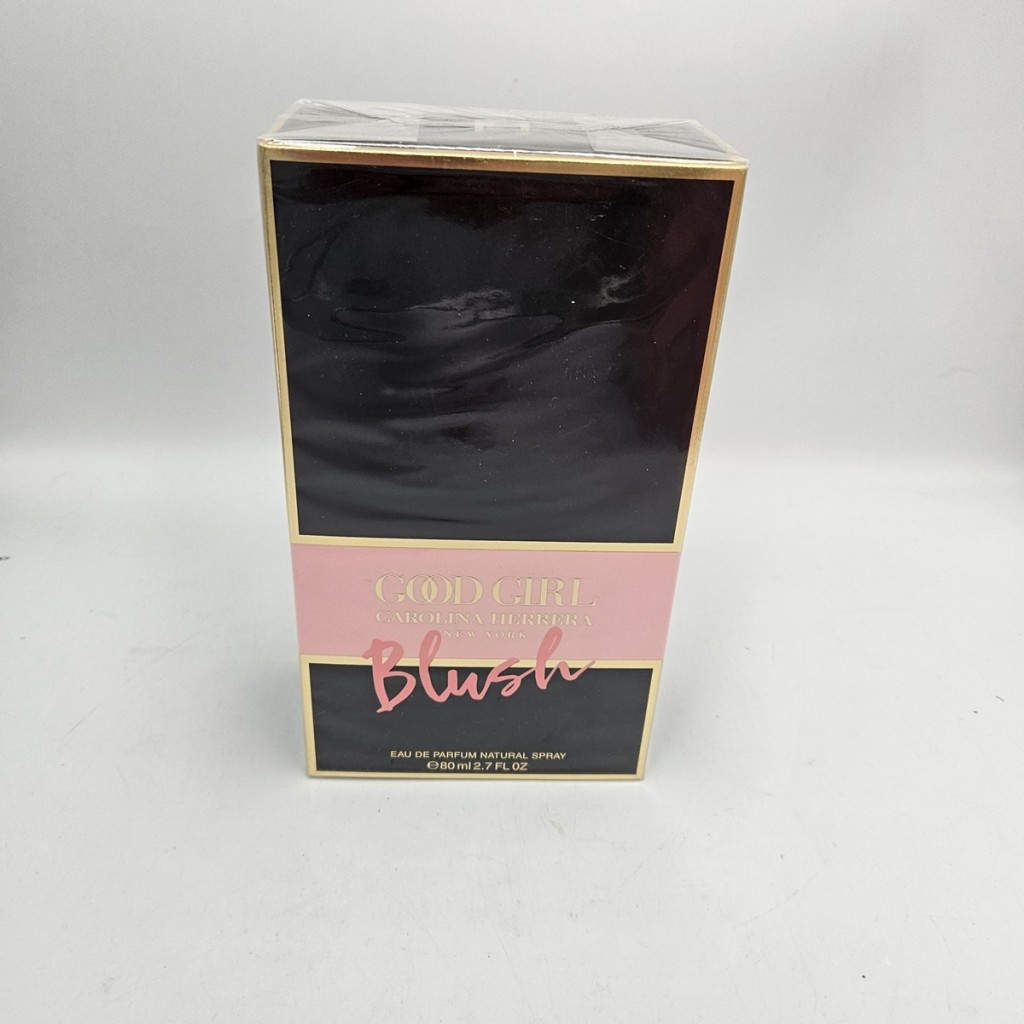 GOOD GIRL
CAROLINA HERRERA
NEW YORK
Blush
EAU DE PARFUM NATURAL SPRAY
℮80 ml 2.7 FL OZ